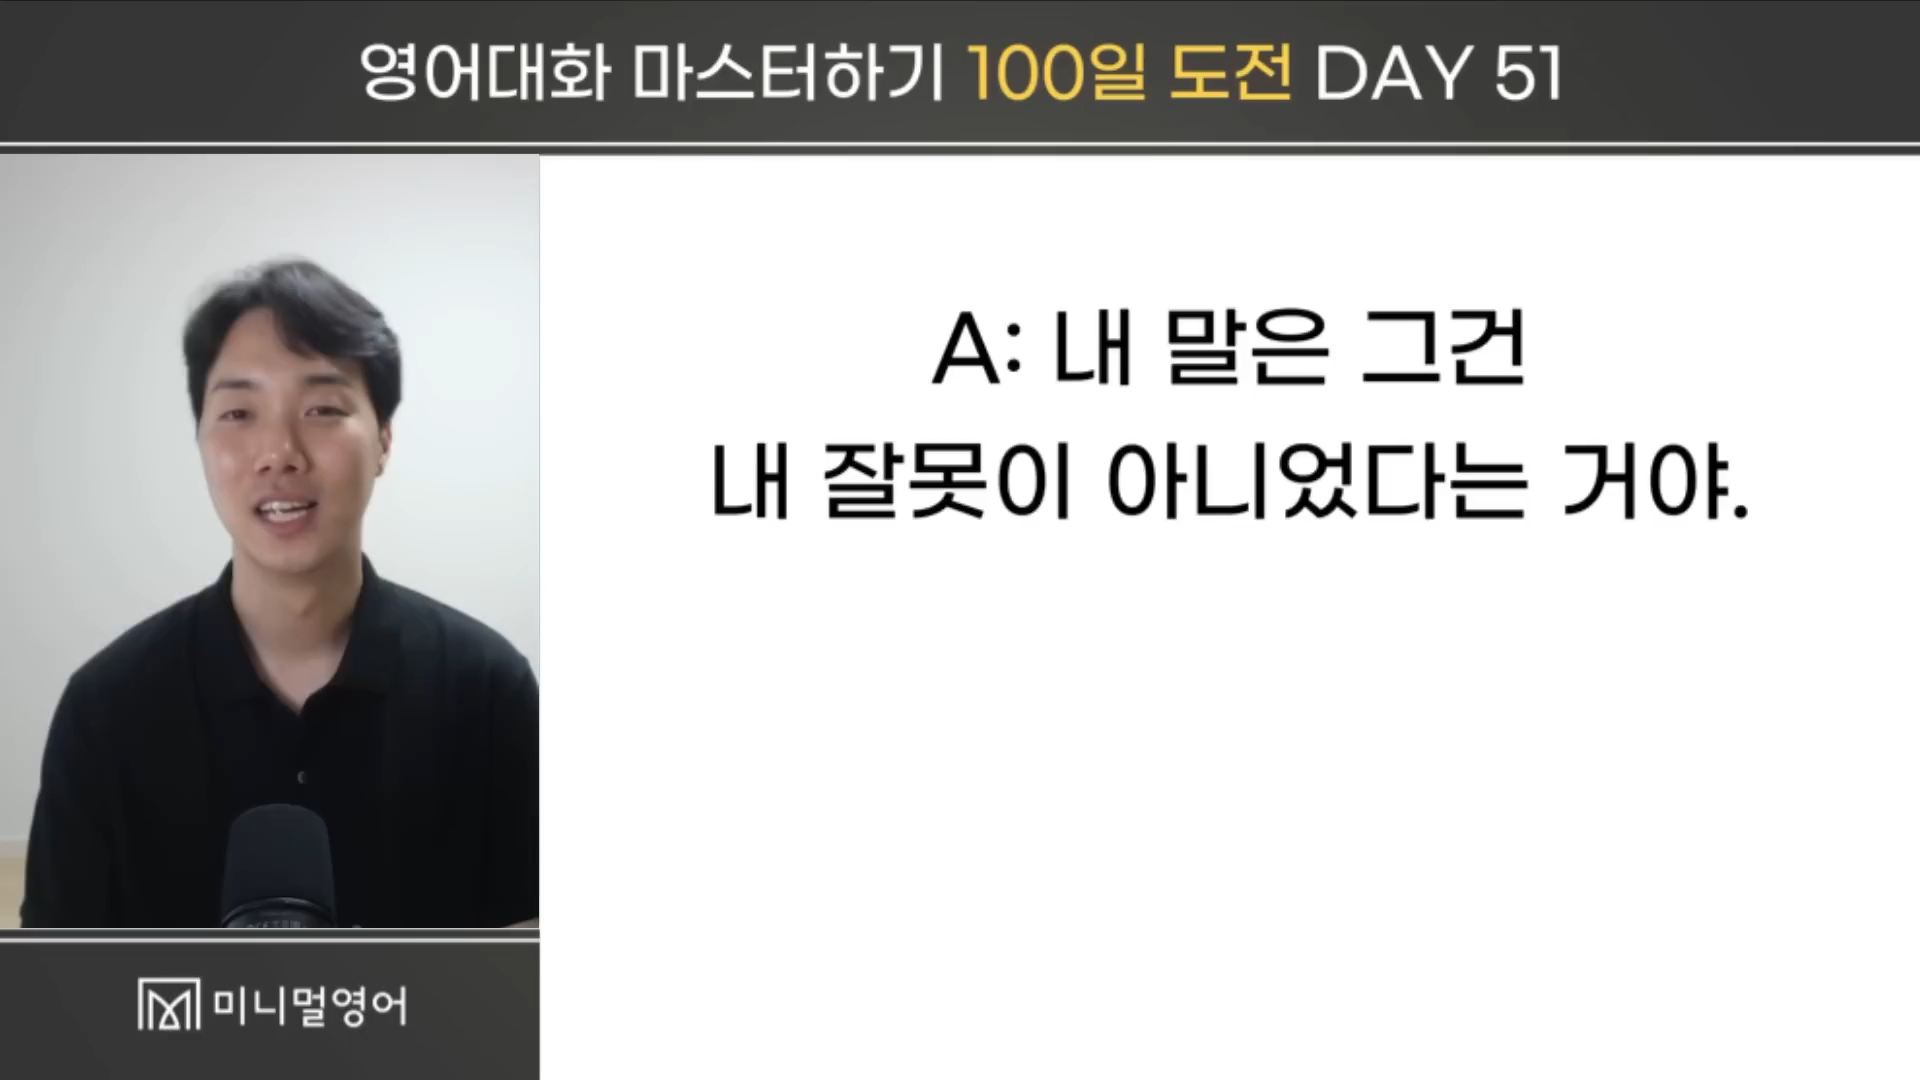 영어대화 마스터하기 100일 도전 DAY 51
A: 내 말은 그건
내 잘못이 아니었다는 거야.
미니멀영어